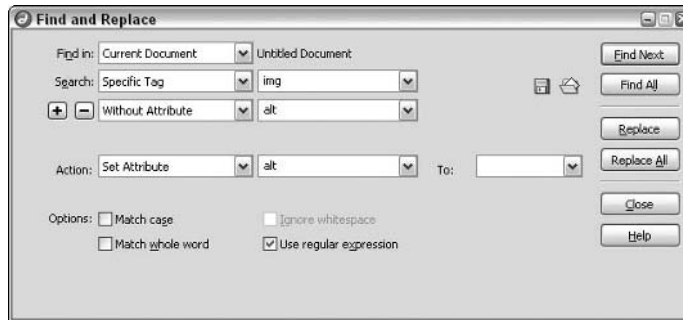 Find and Replace
Find in: Current Document Untitled Document Find Next
Search: Specific Tag img Find All
Without Attribute alt
Replace
Action: Set Attribute alt To: Replace All
Options: Match case Ignore whitespace Close
Match whole word Use regular expression Help